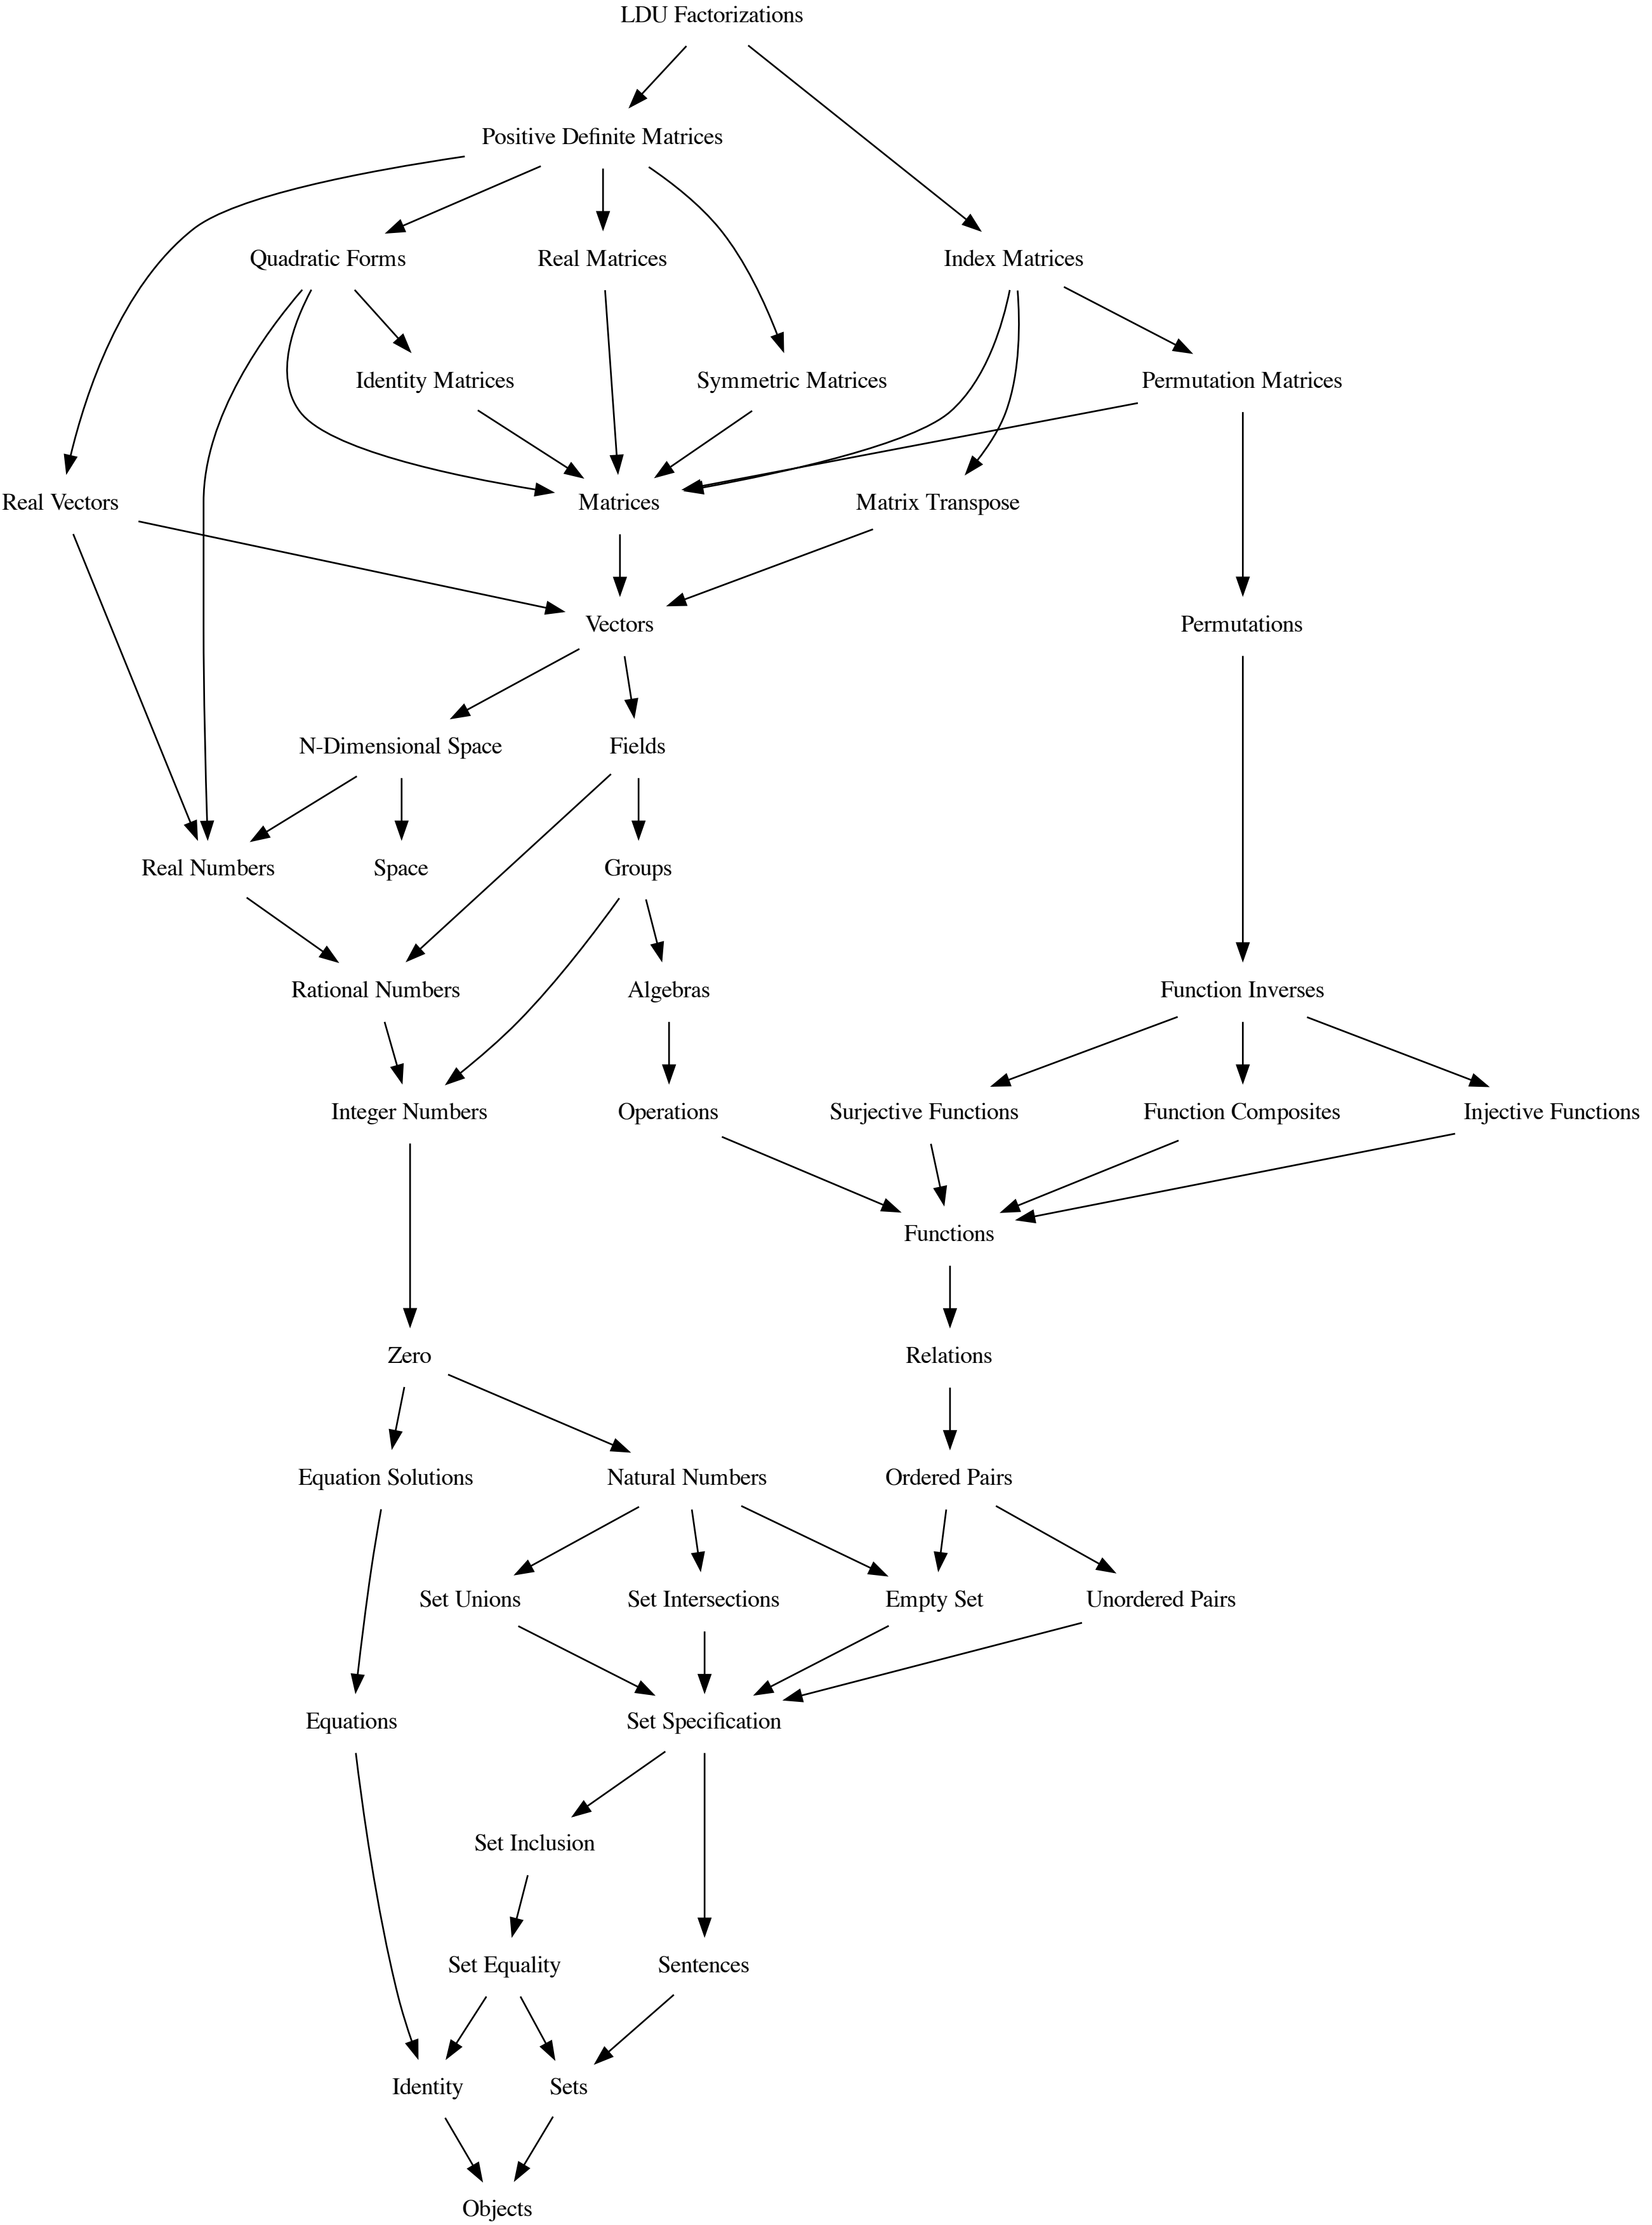 LDU Factorizations
Positive Definite Matrices
Quadratic Forms
Real Matrices
Index Matrices
Identity Matrices
Symmetric Matrices
Permutation Matrices
Real Vectors
Matrices
Matrix Transpose
Vectors
Permutations
N-Dimensional Space
Fields
Real Numbers
Space
Groups
Rational Numbers
Algebras
Function Inverses
Integer Numbers
Operations
Surjective Functions
Function Composites
Injective Functions
Functions
Zero
Relations
Equation Solutions
Natural Numbers
Ordered Pairs
Set Unions
Set Intersections
Empty Set
Unordered Pairs
Equations
Set Specification
Set Inclusion
Set Equality
Sentences
Identity
Sets
Objects